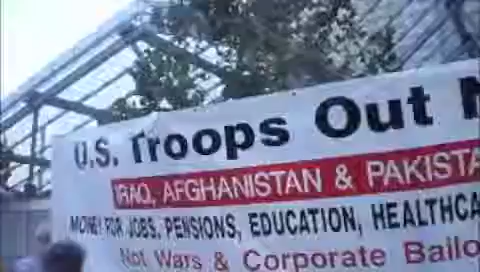 U.S. Troops Out N
IRAQ, AFGHANISTAN & PAKISTA
MONEY FOR JOBS, PENSIONS, EDUCATION, HEALTHCA
Not Wars & Corporate Bailo